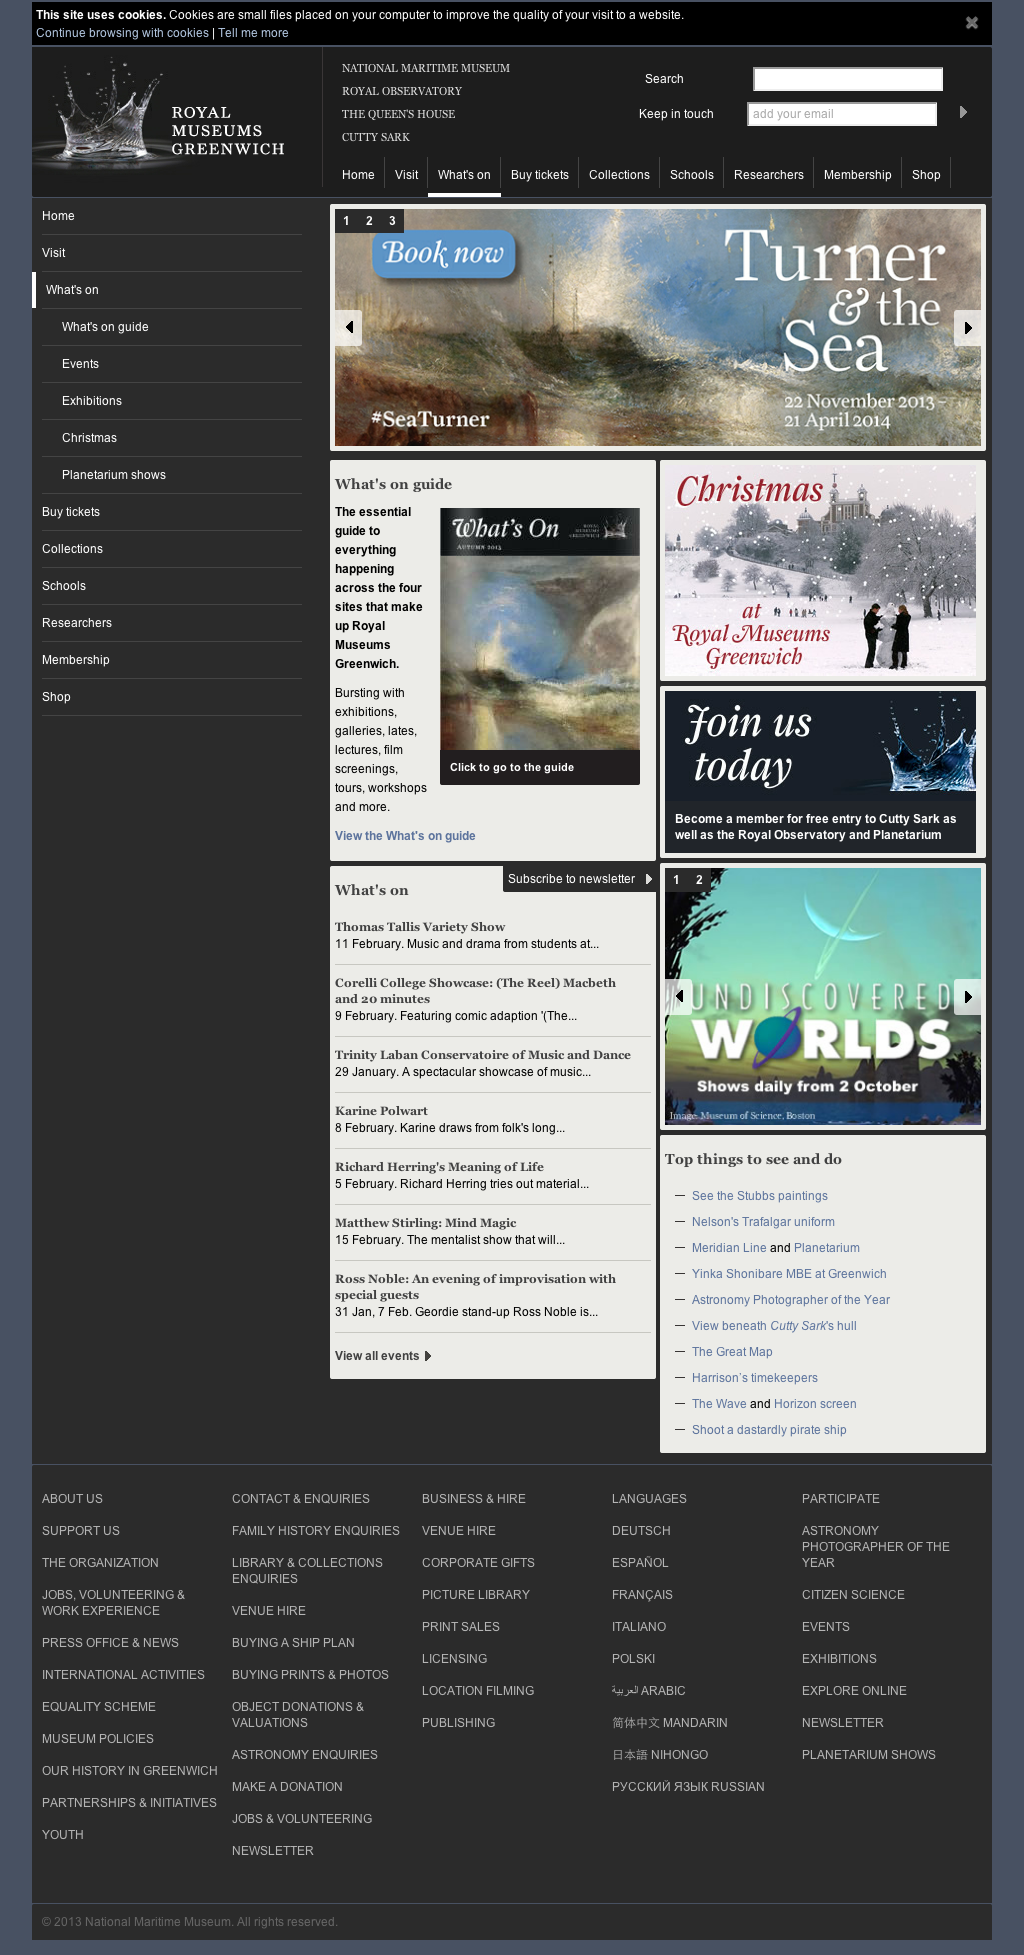 This site uses cookies. Cookies are small files placed on your computer to improve the quality of your visit to a website.
Continue browsing with cookies | Tell me more
ROYAL
MUSEUMS
GREENWICH
NATIONAL MARITIME MUSEUM
ROYAL OBSERVATORY
THE QUEEN'S HOUSE
CUTTY SARK
Search
Keep in touch add your email
Home Visit What's on Buy tickets Collections Schools Researchers Membership Shop
Home
Visit
What's on
What's on guide
Events
Exhibitions
Christmas
Planetarium shows
Buy tickets
Collections
Schools
Researchers
Membership
Shop
1 2 3
Book now
Turner
& the
Sea
22 November 2013 –
21 April 2014
#SeaTurner
What's on guide
The essential
guide to
everything
happening
across the four
sites that make
up Royal
Museums
Greenwich.
Bursting with
exhibitions,
galleries, lates,
lectures, film
screenings,
tours, workshops
and more.
What's On
ROYAL
MUSEUMS
GREENWICH
AUTUMN 2013
Click to go to the guide
View the What's on guide
Christmas
at
Royal Museums
Greenwich
Join us
today
Become a member for free entry to Cutty Sark as
well as the Royal Observatory and Planetarium
What's on
Subscribe to newsletter
Thomas Tallis Variety Show
11 February. Music and drama from students at...
Corelli College Showcase: (The Reel) Macbeth
and 20 minutes
9 February. Featuring comic adaption '(The...
Trinity Laban Conservatoire of Music and Dance
29 January. A spectacular showcase of music...
Karine Polwart
8 February. Karine draws from folk's long...
Richard Herring's Meaning of Life
5 February. Richard Herring tries out material...
Matthew Stirling: Mind Magic
15 February. The mentalist show that will...
Ross Noble: An evening of improvisation with
special guests
31 Jan, 7 Feb. Geordie stand-up Ross Noble is...
View all events
1 2
UNDISCOVERED
WORLDS
Shows daily from 2 October
Image: Museum of Science, Boston
Top things to see and do
— See the Stubbs paintings
— Nelson's Trafalgar uniform
— Meridian Line and Planetarium
— Yinka Shonibare MBE at Greenwich
— Astronomy Photographer of the Year
— View beneath Cutty Sark's hull
— The Great Map
— Harrison's timekeepers
— The Wave and Horizon screen
— Shoot a dastardly pirate ship
ABOUT US
SUPPORT US
THE ORGANIZATION
JOBS, VOLUNTEERING &
WORK EXPERIENCE
PRESS OFFICE & NEWS
INTERNATIONAL ACTIVITIES
EQUALITY SCHEME
MUSEUM POLICIES
OUR HISTORY IN GREENWICH
PARTNERSHIPS & INITIATIVES
YOUTH
CONTACT & ENQUIRIES
FAMILY HISTORY ENQUIRIES
LIBRARY & COLLECTIONS
ENQUIRIES
VENUE HIRE
BUYING A SHIP PLAN
BUYING PRINTS & PHOTOS
OBJECT DONATIONS &
VALUATIONS
ASTRONOMY ENQUIRIES
MAKE A DONATION
JOBS & VOLUNTEERING
NEWSLETTER
BUSINESS & HIRE
VENUE HIRE
CORPORATE GIFTS
PICTURE LIBRARY
PRINT SALES
LICENSING
LOCATION FILMING
PUBLISHING
LANGUAGES
DEUTSCH
ESPAÑOL
FRANÇAIS
ITALIANO
POLSKI
العربية ARABIC
简体中文 MANDARIN
日本語 NIHONGO
РУССКИЙ ЯЗЫК RUSSIAN
PARTICIPATE
ASTRONOMY
PHOTOGRAPHER OF THE
YEAR
CITIZEN SCIENCE
EVENTS
EXHIBITIONS
EXPLORE ONLINE
NEWSLETTER
PLANETARIUM SHOWS
© 2013 National Maritime Museum. All rights reserved.